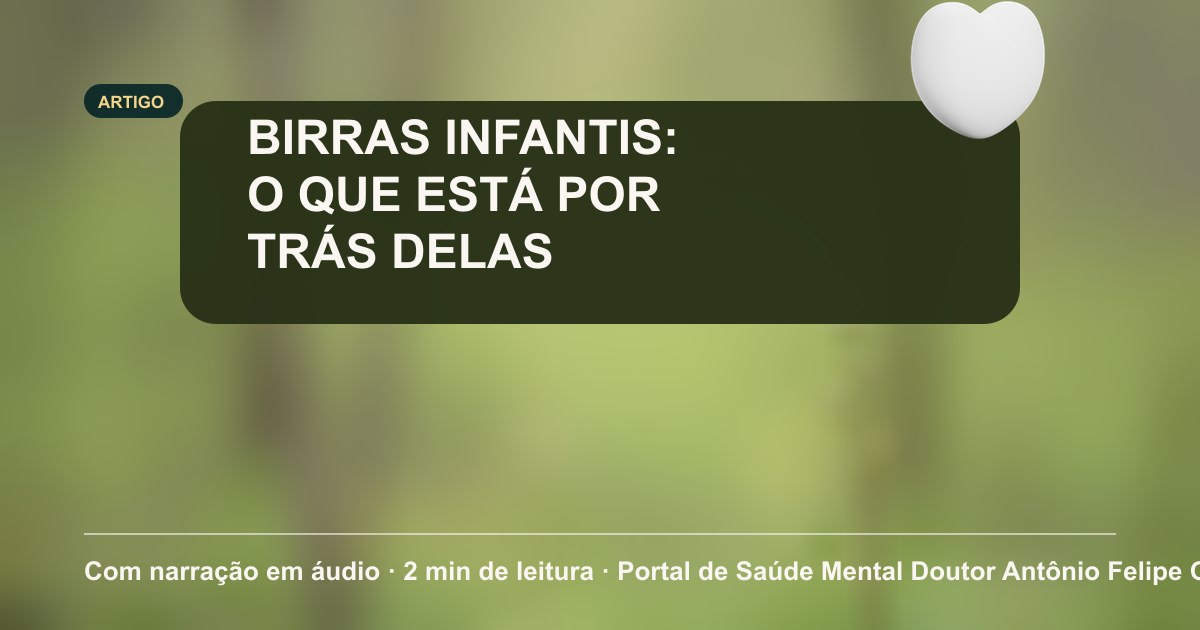 ARTIGO
BIRRAS INFANTIS:
O QUE ESTÁ POR
TRÁS DELAS
Com narração em áudio · 2 min de leitura · Portal de Saúde Mental Doutor Antônio Felipe